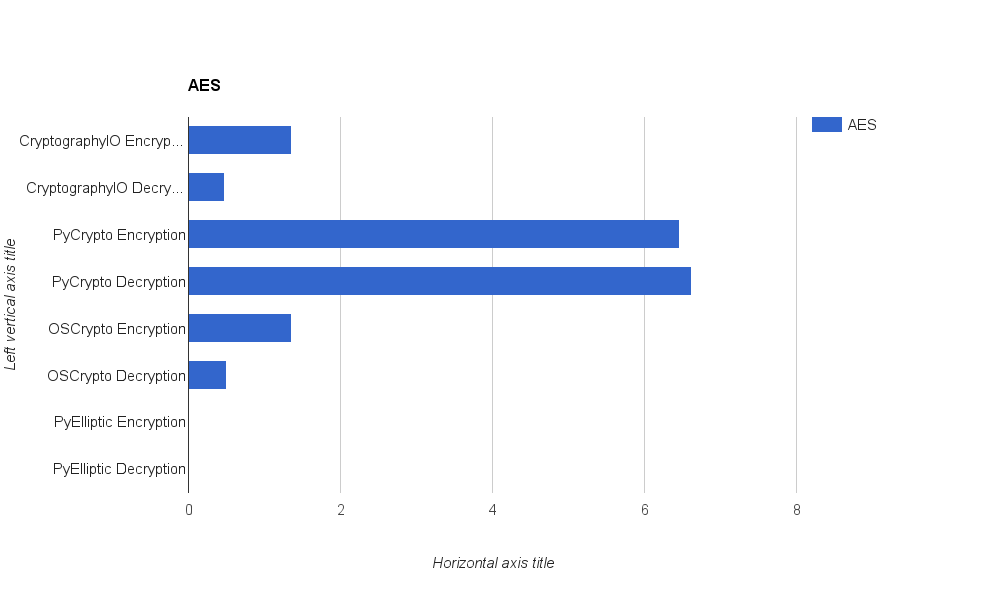 AES
AES
CryptographyIO Encryp...
CryptographyIO Decry...
PyCrypto Encryption
PyCrypto Decryption
OSCrypto Encryption
OSCrypto Decryption
PyElliptic Encryption
PyElliptic Decryption
Left vertical axis title
0 2 4 6 8
Horizontal axis title